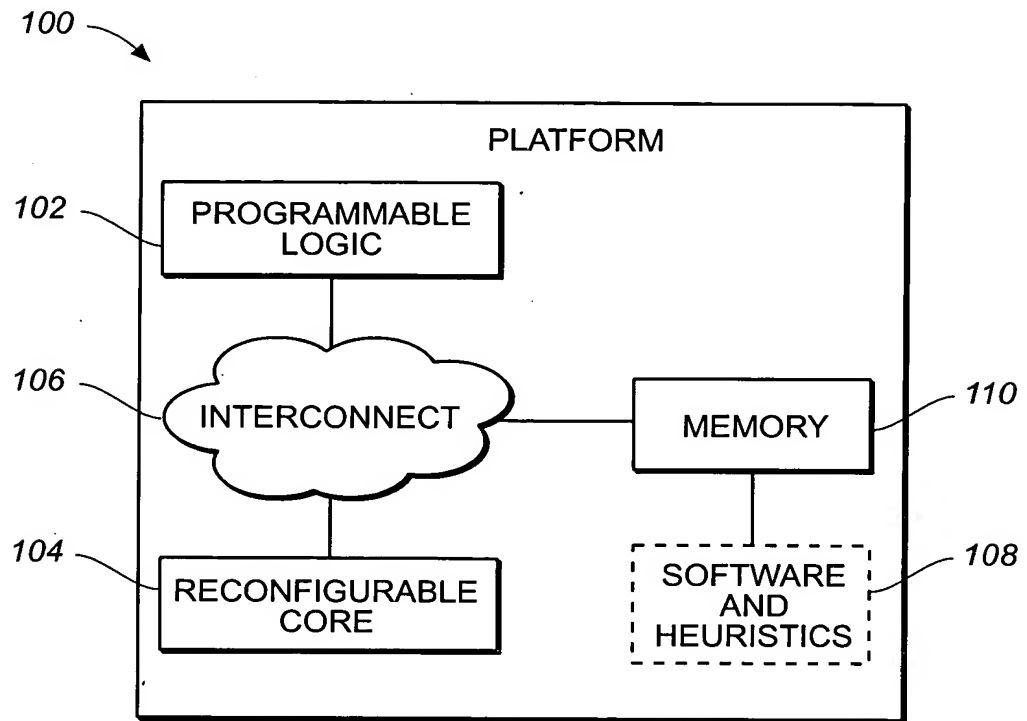 100
PLATFORM
102
PROGRAMMABLE
LOGIC
106
INTERCONNECT
MEMORY
110
104
RECONFIGURABLE
CORE
SOFTWARE
AND
HEURISTICS
108